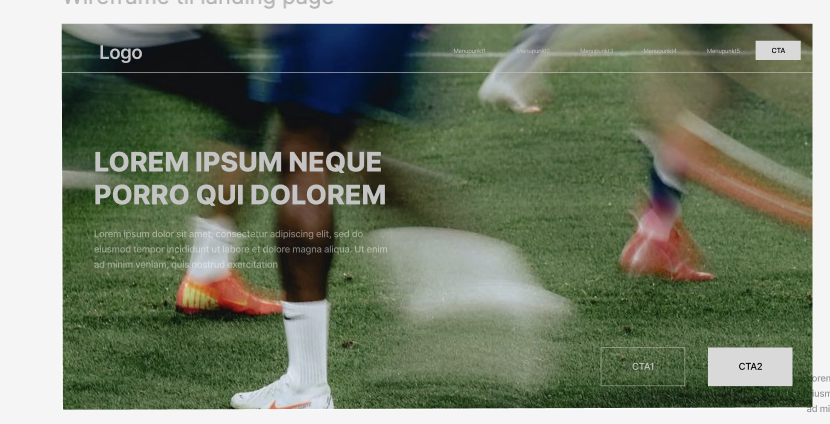 Wireframe til landing page
Logo
Menupunkt1 Menupunkt2 Menupunkt3 Menupunkt4 Menupunkt5 CTA
LOREM IPSUM NEQUE
PORRO QUI DOLOREM
Lorem ipsum dolor sit amet, consectetur adipiscing elit, sed do
eiusmod tempor incididunt ut labore et dolore magna aliqua. Ut enim
ad minim veniam, quis nostrud exercitation
CTA1 CTA2
ad mi